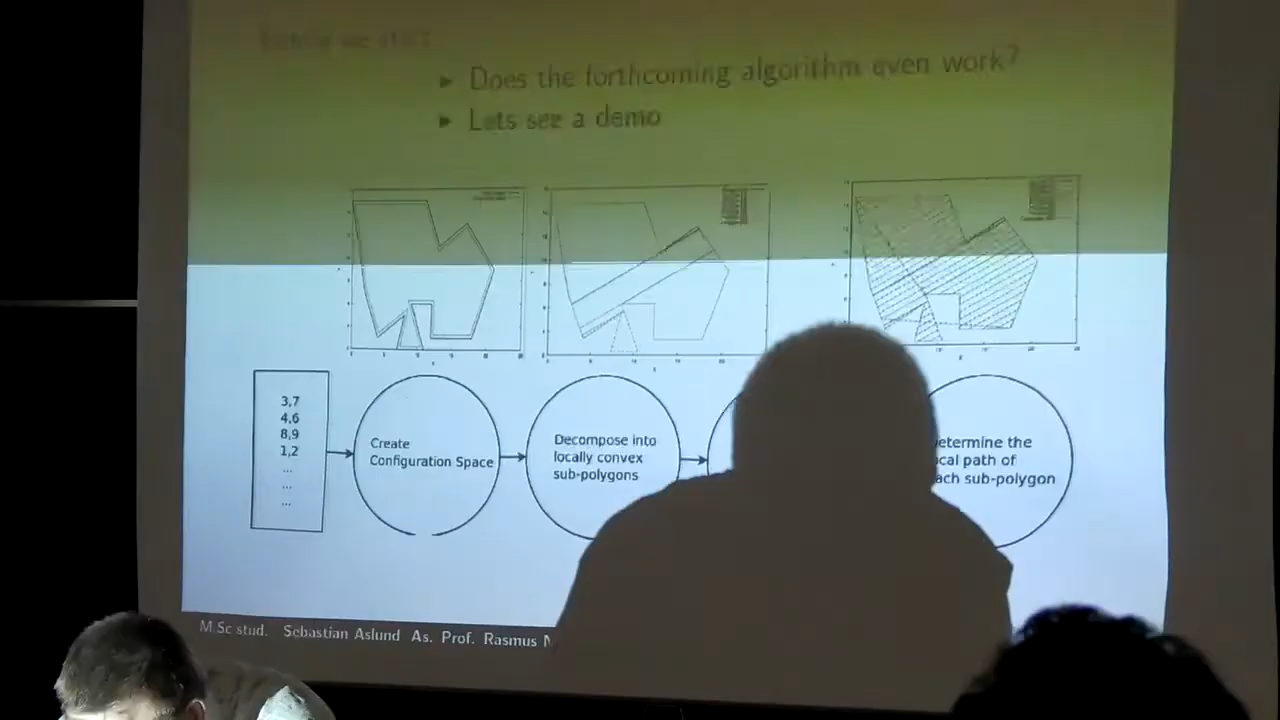 Does the forthcoming algorithm even work?
Lets see a demo
3,7
4,6
8,9
1,2
...
...
...
Create
Configuration Space
Decompose into
locally convex
sub-polygons
etermine the
cal path of
ach sub-polygon
M.Sc stud. Sebastian Aslund As. Prof. Rasmus N